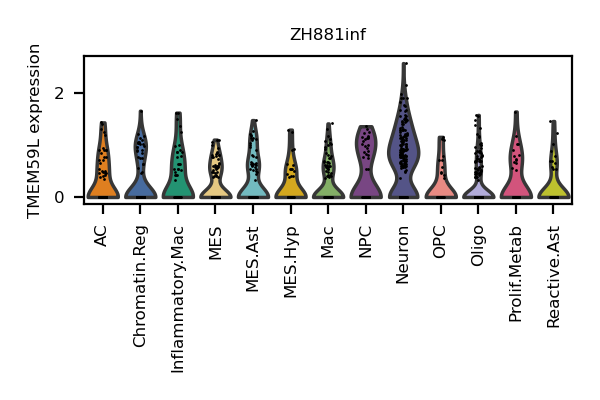 ZH881inf
TMEM59L expression
2
0
AC
Chromatin.Reg
Inflammatory.Mac
MES
MES.Ast
MES.Hyp
Mac
NPC
Neuron
OPC
Oligo
Prolif.Metab
Reactive.Ast